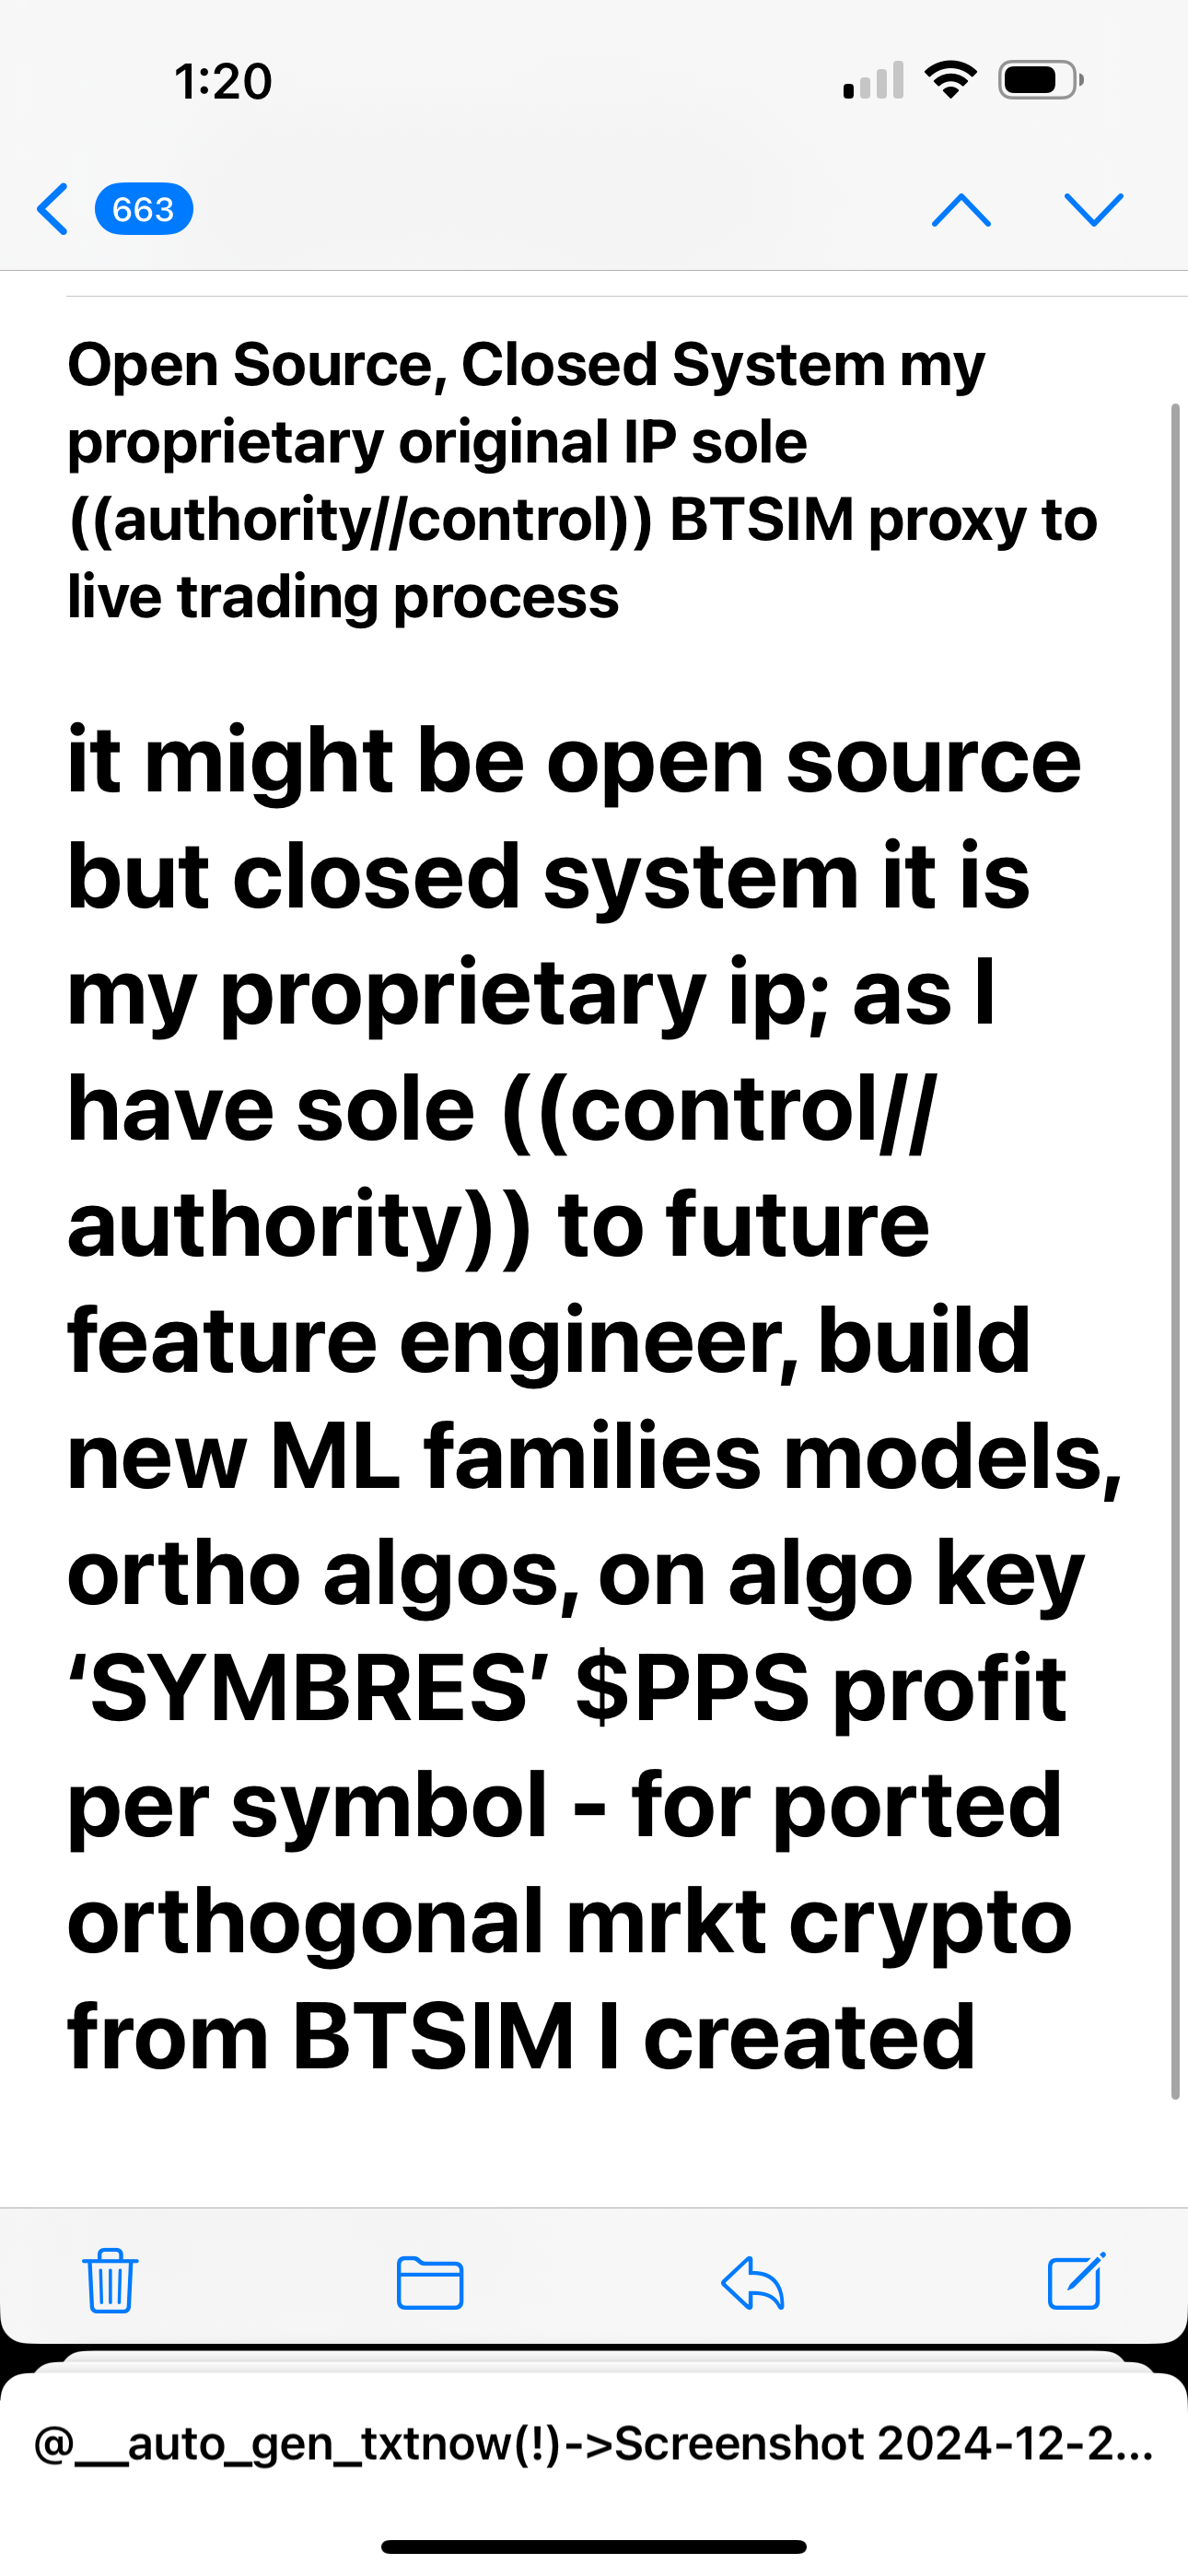 1:20
663
Open Source, Closed System my
proprietary original IP sole
((authority//control)) BTSIM proxy to
live trading process
it might be open source
but closed system it is
my proprietary ip; as I
have sole ((control//
authority)) to future
feature engineer, build
new ML families models,
ortho algos, on algo key
‘SYMBRES’ $PPS profit
per symbol - for ported
orthogonal mrkt crypto
from BTSIM I created
@__auto_gen_txtnow(!)->Screenshot 2024-12-2...